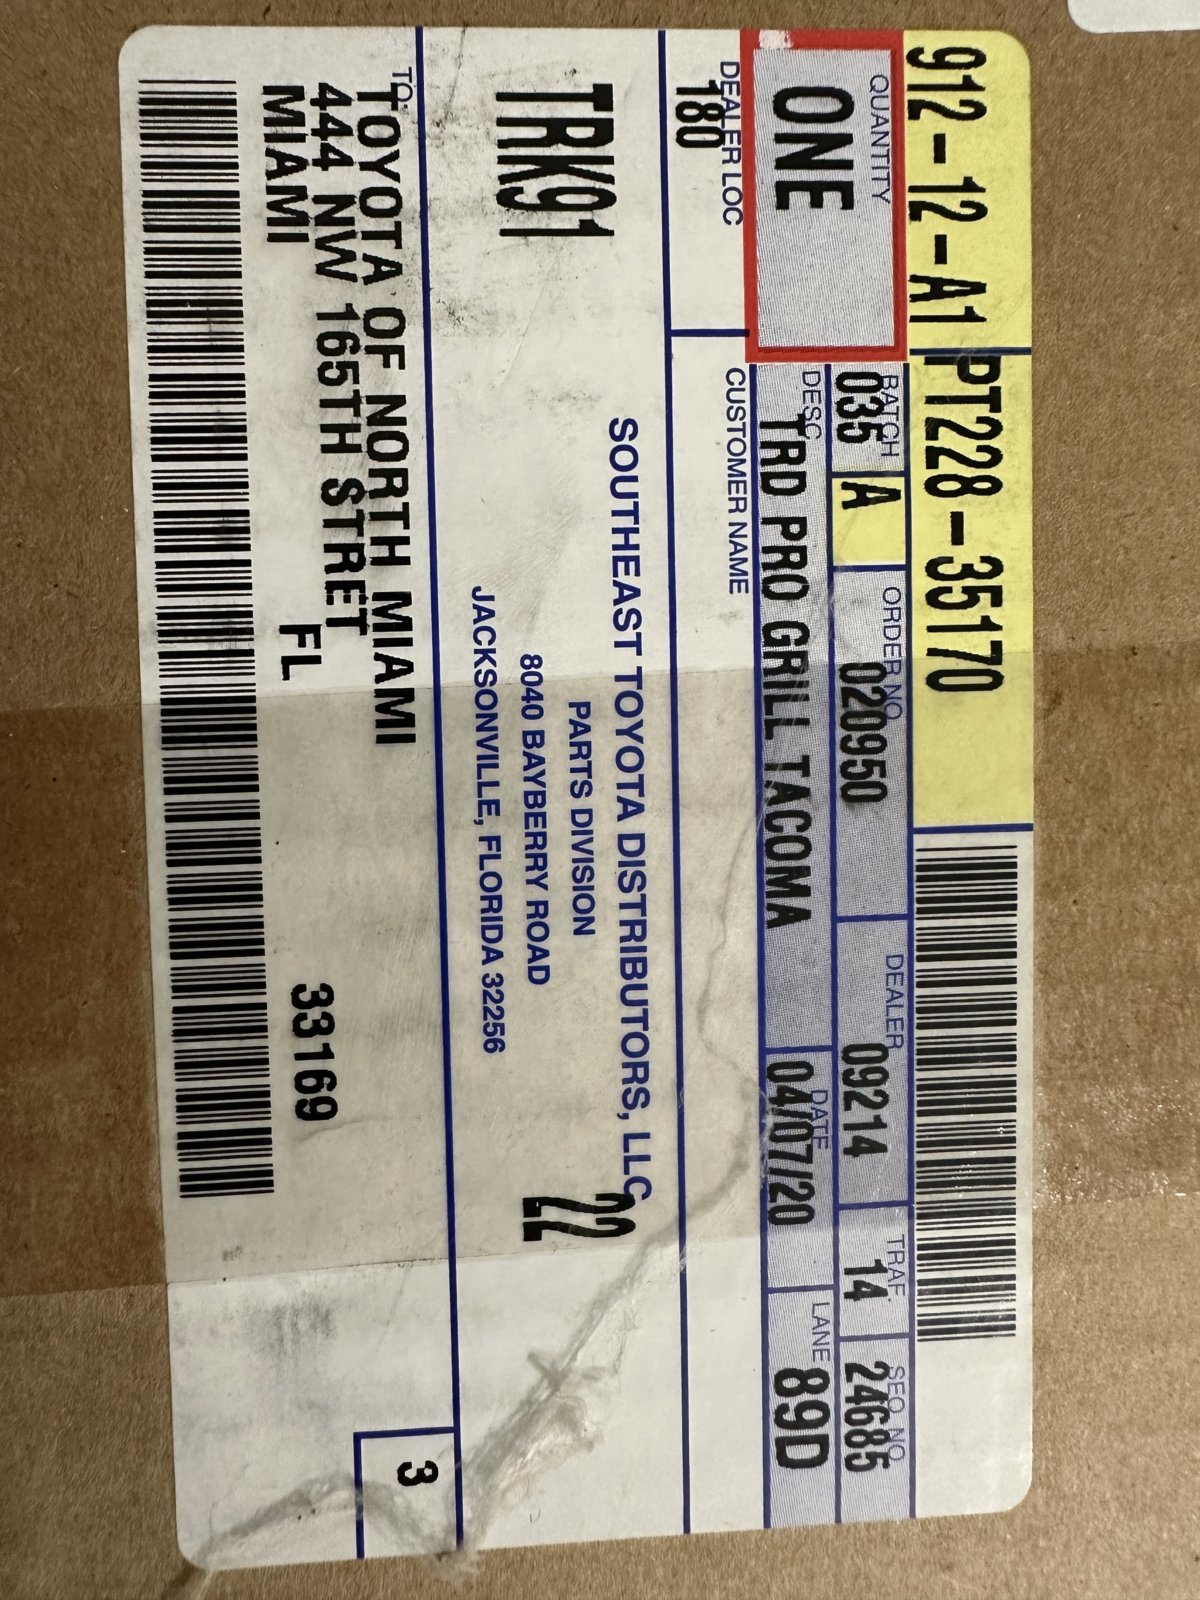 912-12-A1 PT228-35170
QUANTITY
ONE
BATCH
035
A
ORDER NO
020950
DEALER
09214
TRAF
14
SEQ NO
24685
DESC
TRD PRO GRILL TACOMA
DATE
04/07/20
LANE
89D
DEALER LOC
180
CUSTOMER NAME
TRK91
SOUTHEAST TOYOTA DISTRIBUTORS, LLC
PARTS DIVISION
8040 BAYBERRY ROAD
JACKSONVILLE, FLORIDA 32256
22
TO:
TOYOTA OF NORTH MIAMI
444 NW 165TH STRET
MIAMI FL 33169
3